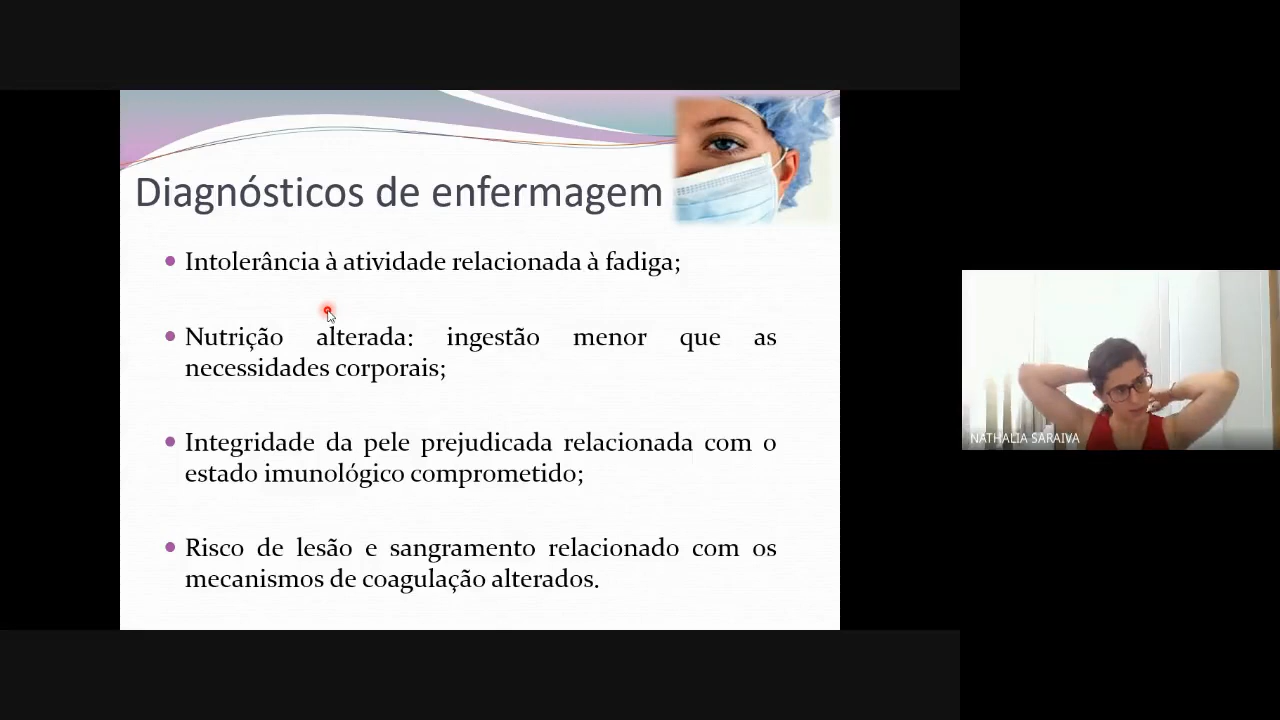 Diagnósticos de enfermagem
Intolerância à atividade relacionada à fadiga;
Nutrição alterada: ingestão menor que as
necessidades corporais;
Integridade da pele prejudicada relacionada com o
estado imunológico comprometido;
Risco de lesão e sangramento relacionado com os
mecanismos de coagulação alterados.
NATHALIA SARAIVA